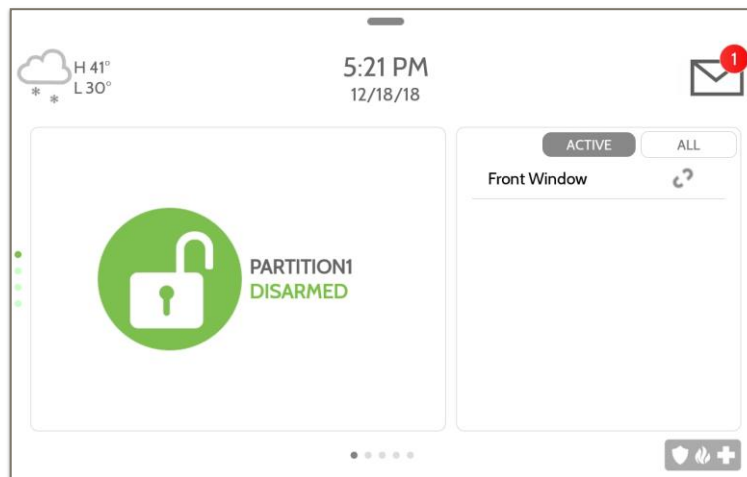 H 41°
L 30°
5:21 PM
12/18/18
1
PARTITION1
DISARMED
ACTIVE
ALL
Front Window